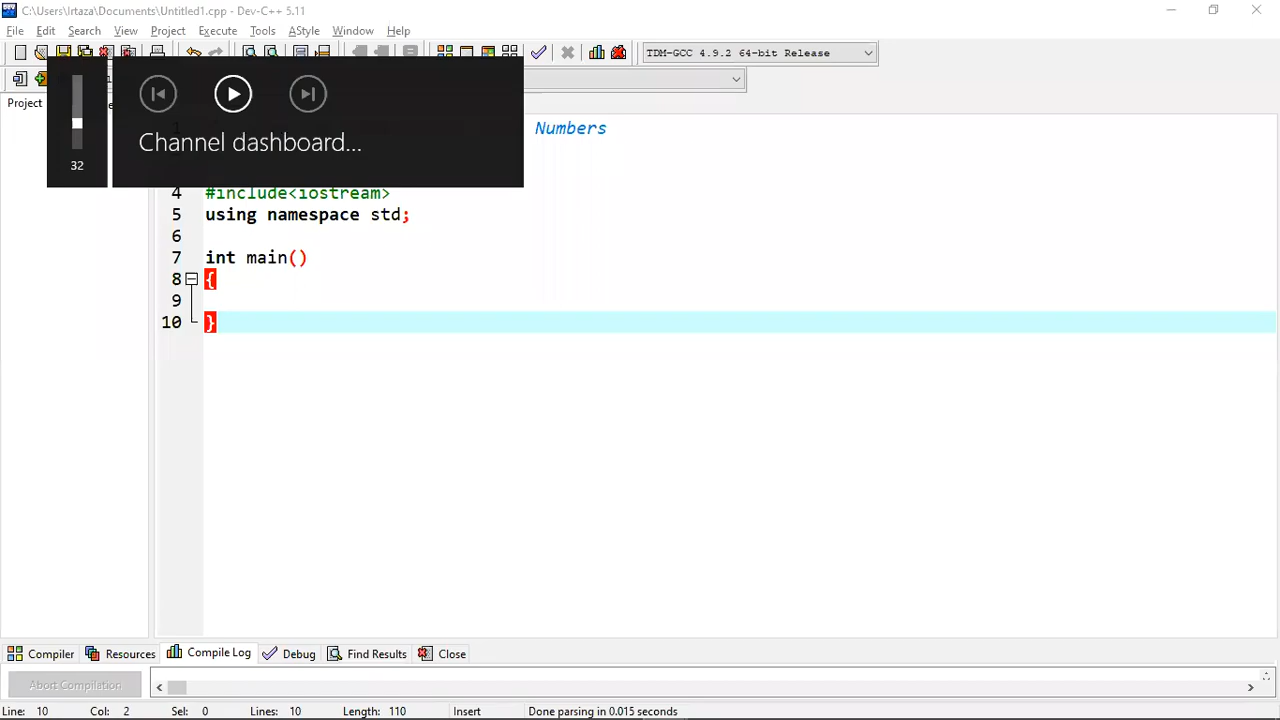 C:\Users\Irtaza\Documents\Untitled1.cpp - Dev-C++ 5.11
File Edit Search View Project Execute Tools AStyle Window Help
TDM-GCC 4.9.2 64-bit Release
Project
32
Channel dashboard...
Numbers
4 #include<iostream>
5 using namespace std;
6
7 int main()
8 {
9
10 }
Compiler Resources Compile Log Debug Find Results Close
Abort Compilation
Line: 10 Col: 2 Sel: 0 Lines: 10 Length: 110 Insert Done parsing in 0.015 seconds